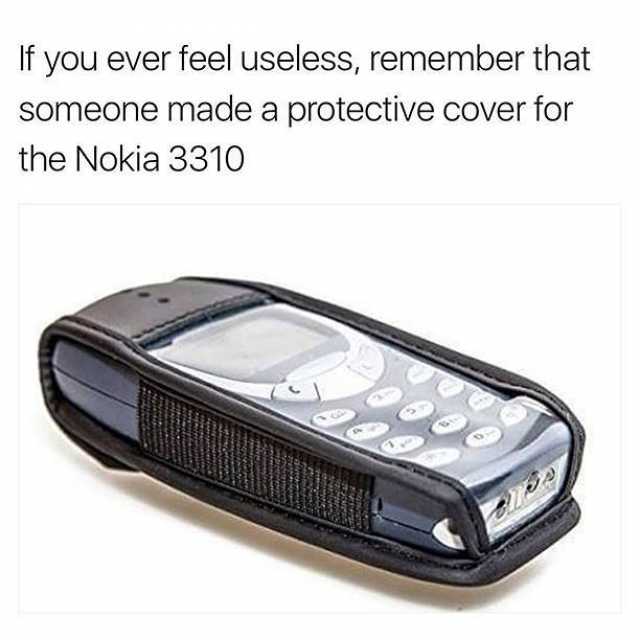 If you ever feel useless, remember that
someone made a protective cover for
the Nokia 3310